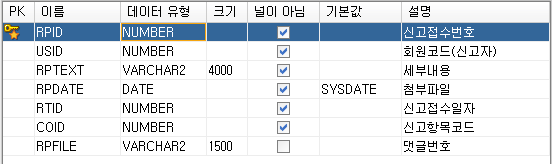 PK 이름 데이터 유형 크기 널이 아님 기본값 설명
RPID NUMBER 신고접수번호
USID NUMBER 회원코드(신고자)
RPTEXT VARCHAR2 4000 세부내용
RPDATE DATE SYSDATE 첨부파일
RTID NUMBER 신고접수일자
COID NUMBER 신고항목코드
RPFILE VARCHAR2 1500 댓글번호